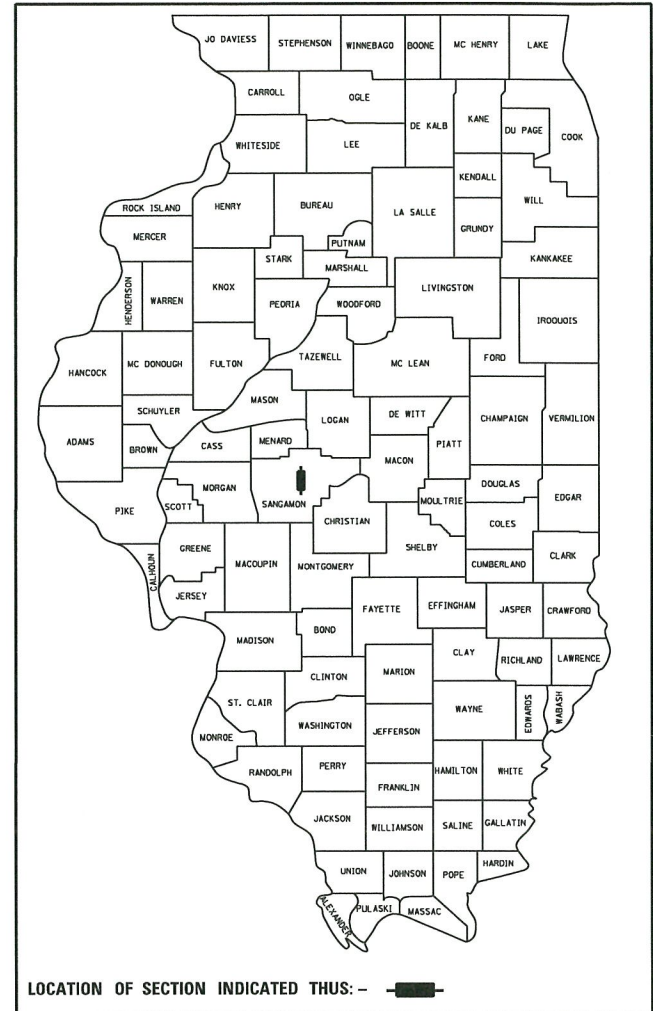 JO DAVIESS STEPHENSON WINNEBAGO BOONE MC HENRY LAKE
CARROLL OGLE DE KALB KANE DU PAGE COOK
WHITESIDE LEE
KENDALL
ROCK ISLAND HENRY BUREAU LA SALLE GRUNDY WILL
MERCER PUTNAM
STARK MARSHALL KANKAKEE
HENDERSON WARREN KNOX PEORIA WOODFORD LIVINGSTON
IROQUOIS
HANCOCK MC DONOUGH FULTON TAZEWELL MC LEAN FORD
MASON
SCHUYLER LOGAN DE WITT CHAMPAIGN VERMILION
ADAMS BROWN CASS MENARD PIATT
MACON
PIKE SCOTT MORGAN SANGAMON CHRISTIAN MOULTRIE DOUGLAS EDGAR
COLES
CALHOUN GREENE MACOUPIN MONTGOMERY SHELBY CUMBERLAND CLARK
JERSEY FAYETTE EFFINGHAM JASPER CRAWFORD
MADISON BOND
CLAY RICHLAND LAWRENCE
CLINTON MARION
ST. CLAIR WAYNE EDWARDS WABASH
MONROE WASHINGTON JEFFERSON
RANDOLPH PERRY HAMILTON WHITE
FRANKLIN
JACKSON WILLIAMSON SALINE GALLATIN
UNION JOHNSON POPE HARDIN
ALEXANDER PULASKI MASSAC
LOCATION OF SECTION INDICATED THUS: -